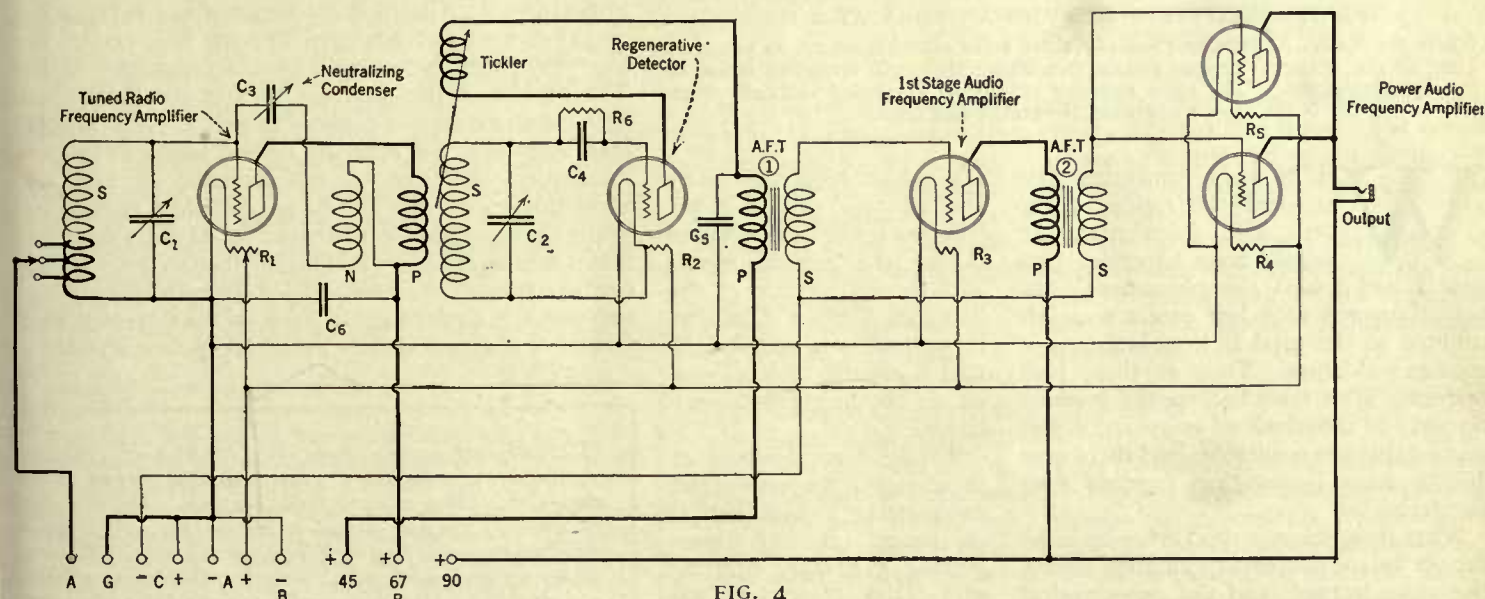 Tickler
Regenerative
Detector
Neutralizing
Condenser
C3
Tuned Radio
Frequency Amplifier
1st Stage Audio
Frequency Amplifier
Power Audio
Frequency Amplifier
R6
C4
A.F.T
①
A.F.T
②
R5
S
C1
R1
N
P
S
C2
R2
C5
P
S
R3
P
S
R4
Output
C6
A G - C + - A + - B + 45 + 67 B + 90
FIG. 4